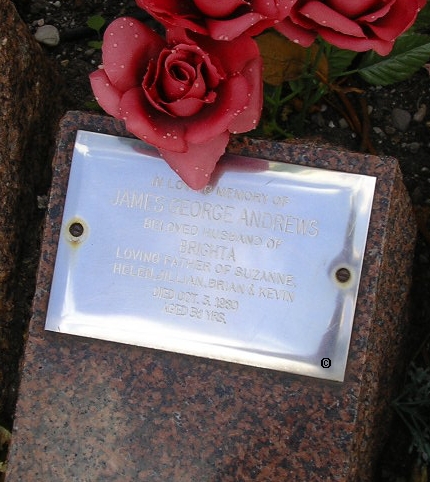 IN LOVING MEMORY OF
JAMES GEORGE ANDREWS
BELOVED HUSBAND OF
BRIGHTA
LOVING FATHER OF SUZANNE,
HELEN, JILLIAN, BRIAN & KEVIN
DIED OCT. 3. 1980
AGED YRS.
©